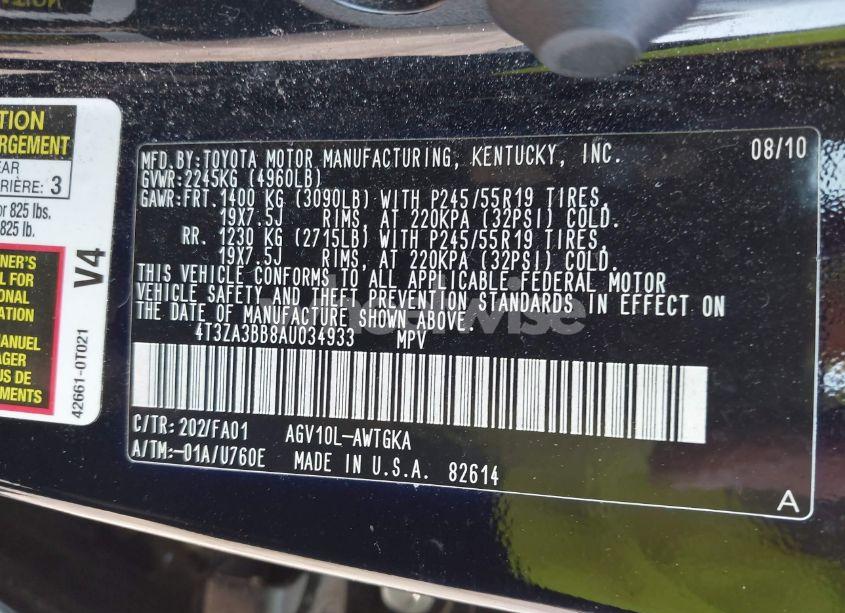 TION
RGEMENT
EAR
RRIÈRE: 3
or 825 lbs.
825 lb.
NER'S
L FOR
ONAL
ATION
MANUEL
AGER
US DE
MENTS
V4
42661-0T021
MFD.BY:TOYOTA MOTOR MANUFACTURING, KENTUCKY, INC. 08/10
GVWR:2245KG (4960LB)
GAWR:FRT.1400 KG (3090LB) WITH P245/55R19 TIRES,
19X7.5J RIMS, AT 220KPA (32PSI) COLD.
RR. 1230 KG (2715LB) WITH P245/55R19 TIRES,
19X7.5J RIMS, AT 220KPA (32PSI) COLD.
THIS VEHICLE CONFORMS TO ALL APPLICABLE FEDERAL MOTOR
VEHICLE SAFETY AND THEFT PREVENTION STANDARDS IN EFFECT ON
THE DATE OF MANUFACTURE SHOWN ABOVE.
4T3ZA3BB8AU034933 MPV
C/TR:202/FA01 AGV10L-AWTGKA
A/TM:-01A/U760E MADE IN U.S.A. 82614
A